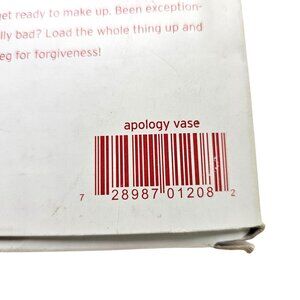 get ready to make up. Been exception-
lly bad? Load the whole thing up and
eg for forgiveness!
apology vase
7 28987 01208 2